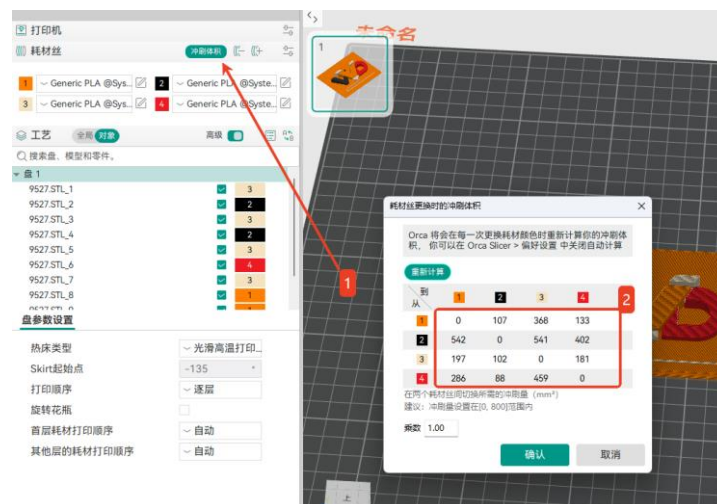 打印机
耗材丝 冲刷体积
1 Generic PLA @Sys... 2 Generic PLA @Syste...
3 Generic PLA @Sys... 4 Generic PLA @Syste...
工艺 全局 对象 高级
搜索盘、模型和零件。
盘 1
9527.STL_1 3
9527.STL_2 2
9527.STL_3 3
9527.STL_4 2
9527.STL_5 3
9527.STL_6 4
9527.STL_7 3
9527.STL_8 1
盘参数设置
热床类型 光滑高温打印...
Skirt起始点 -135 °
打印顺序 逐层
旋转花瓶
首层耗材打印顺序 自动
其他层的耗材打印顺序 自动
1
未命名
1
耗材丝更换时的冲刷体积
Orca 将会在每一次更换耗材颜色时重新计算你的冲刷体
积， 你可以在 Orca Slicer > 偏好设置 中关闭自动计算
重新计算
到 从 1 2 3 4
2
1 0 107 368 133
2 542 0 541 402
3 197 102 0 181
4 286 88 459 0
在两个耗材丝间切换所需的冲刷量（mm³）
建议：冲刷量设置在[0, 800]范围内
乘数 1.00
确认 取消
上